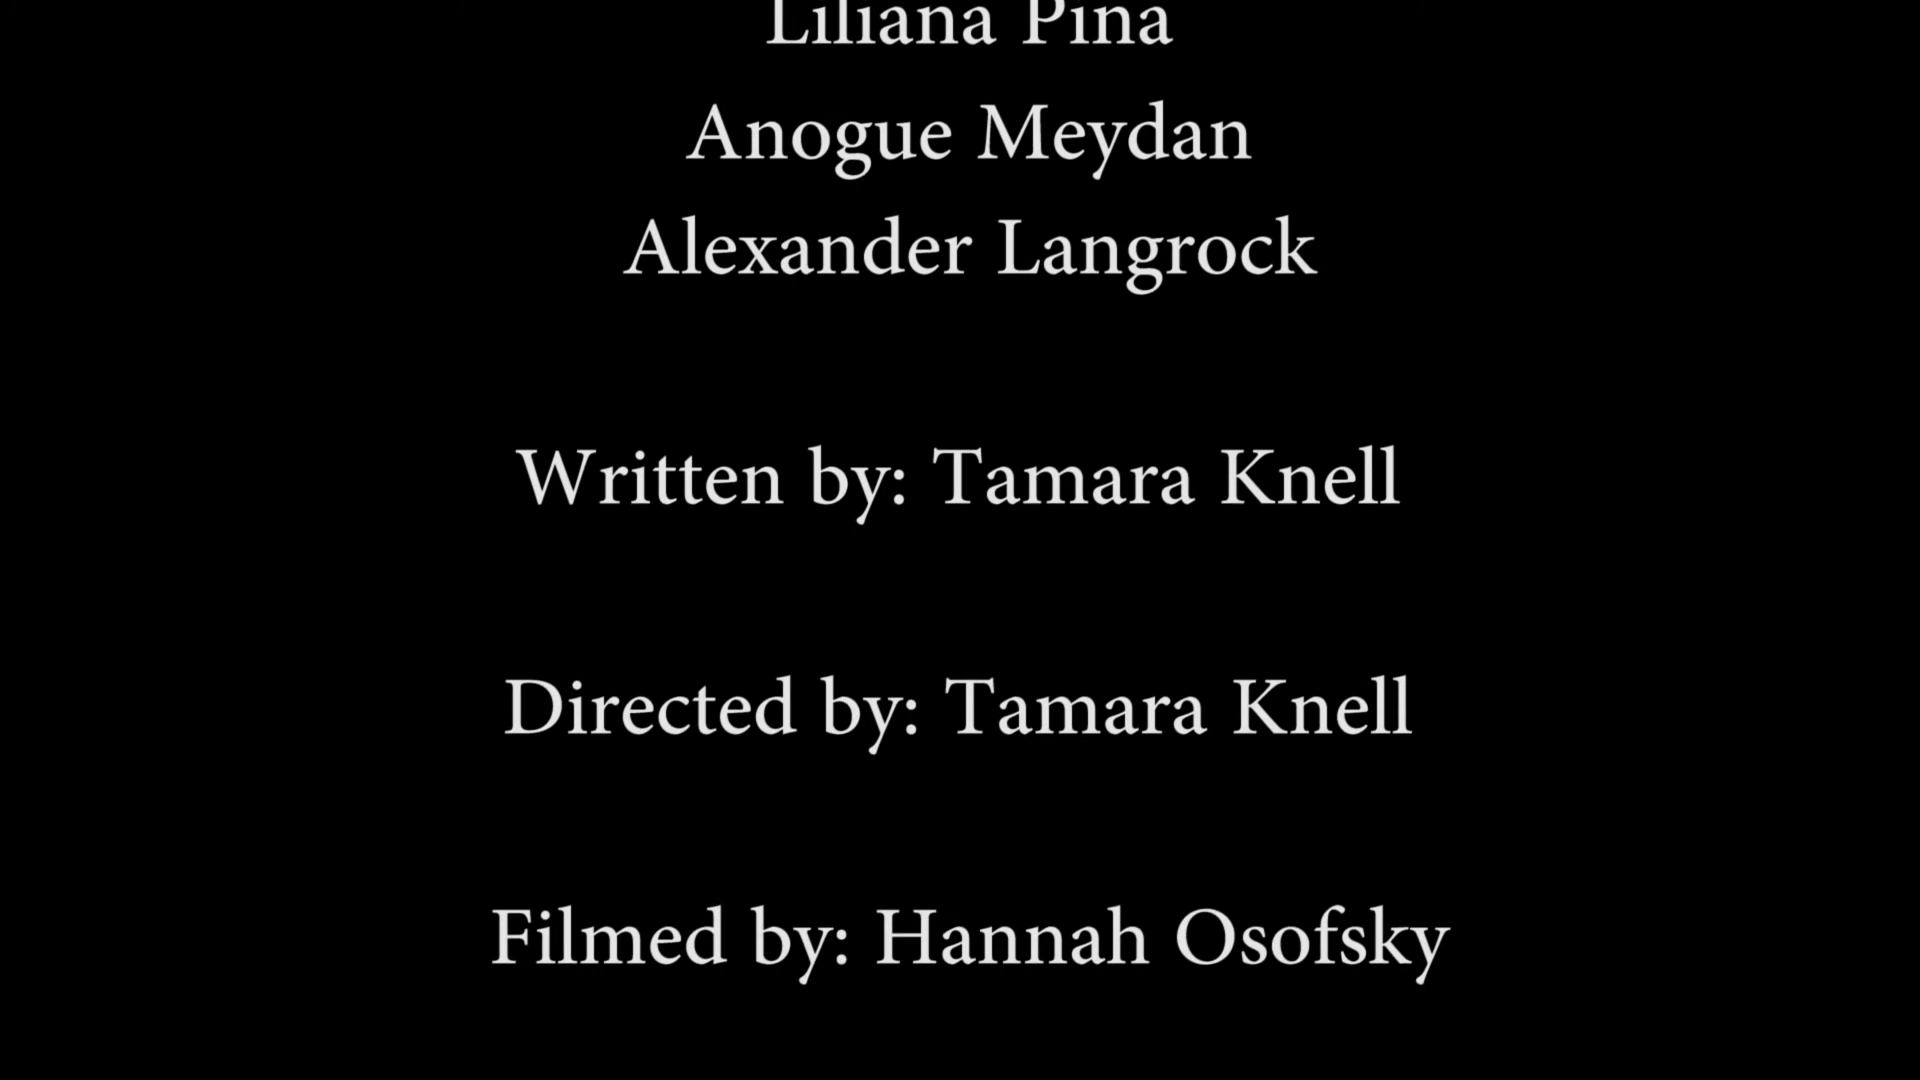 Liliana Pina
Anogue Meydan
Alexander Langrock
Written by: Tamara Knell
Directed by: Tamara Knell
Filmed by: Hannah Osofsky